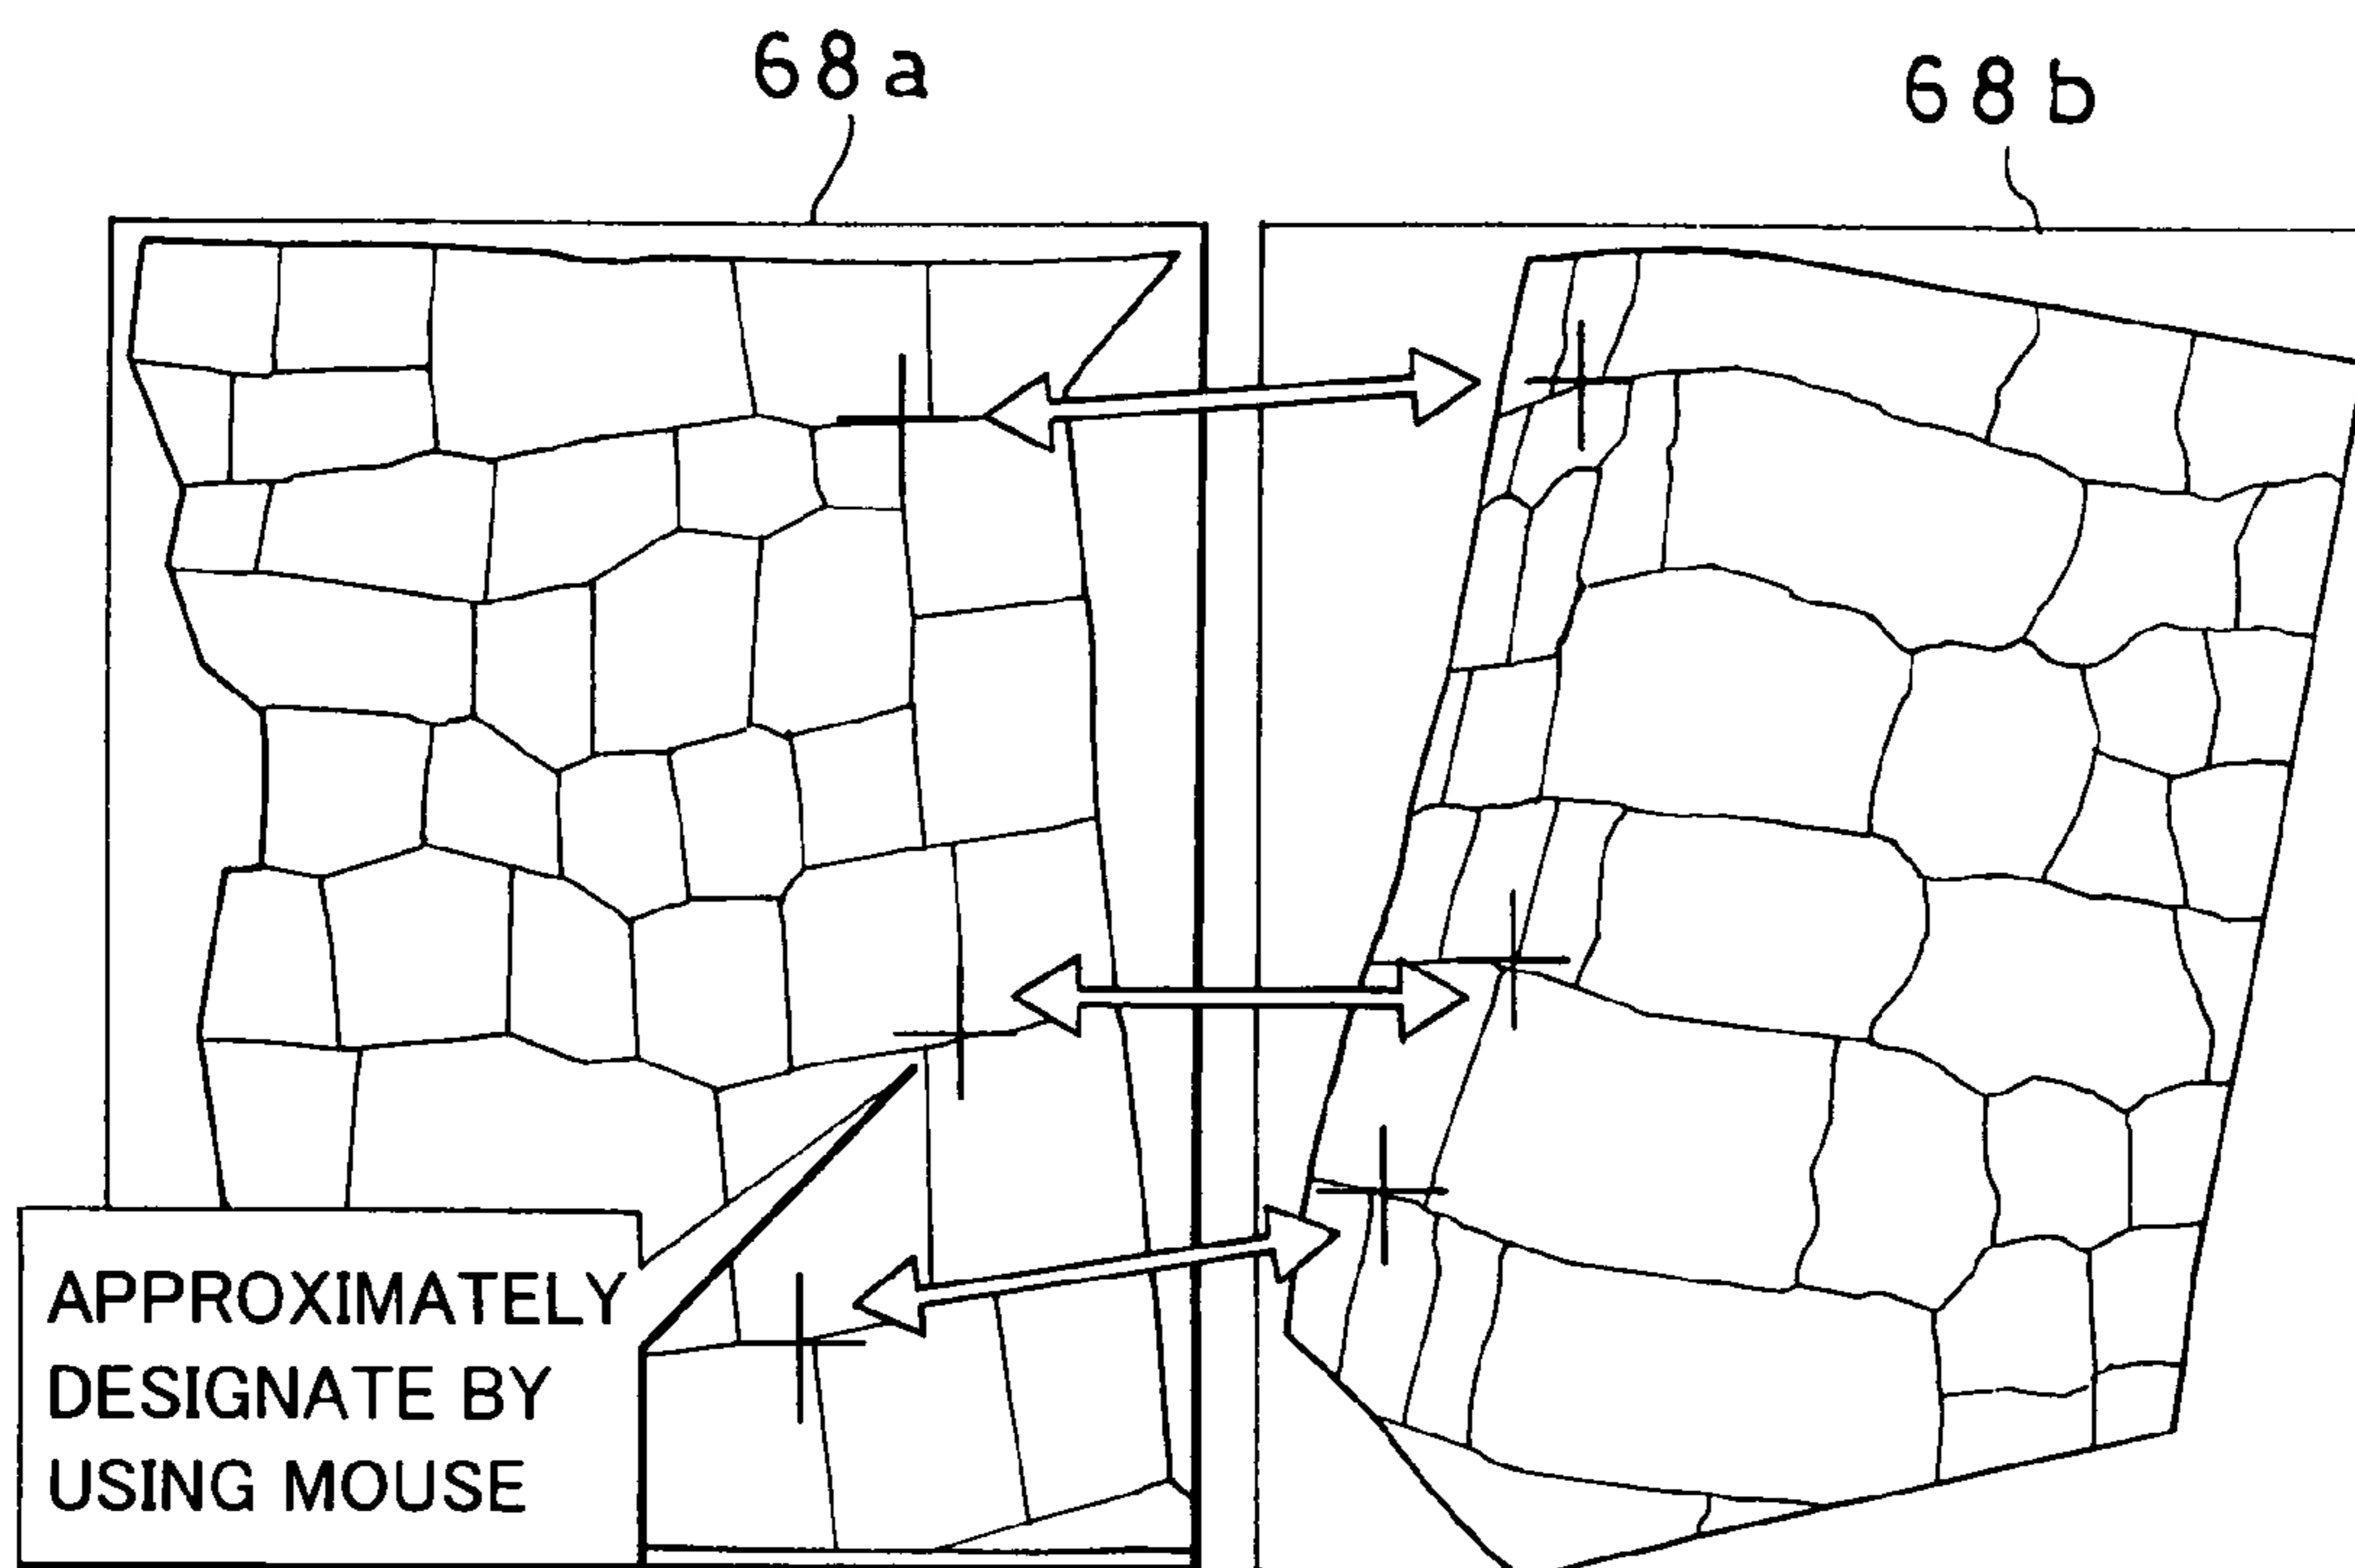 68a
68b
APPROXIMATELY
DESIGNATE BY
USING MOUSE